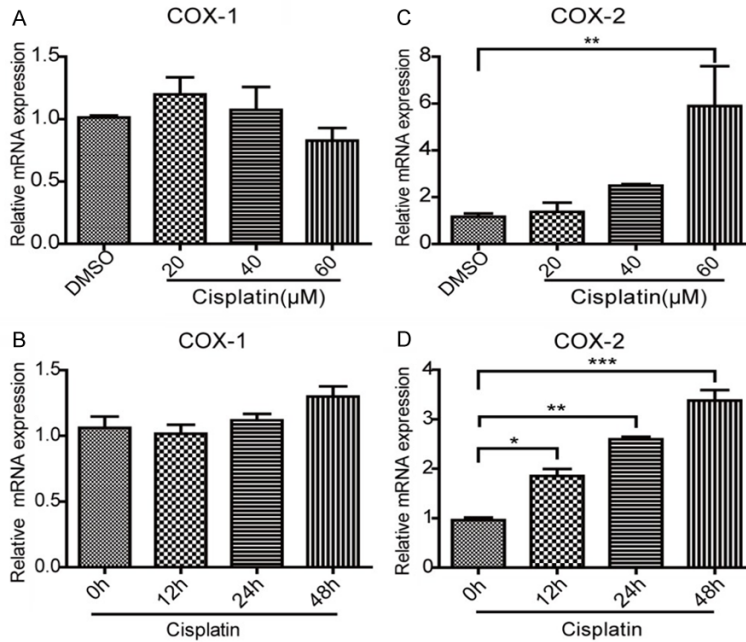 A
COX-1
Relative mRNA expression
1.5
1.0
0.5
0.0
DMSO
20
40
60
Cisplatin(μM)
C
COX-2
Relative mRNA expression
8
6
4
2
0
**
DMSO
20
40
60
Cisplatin(μM)
B
COX-1
Relative mRNA expression
1.5
1.0
0.5
0.0
0h
12h
24h
48h
Cisplatin
D
COX-2
Relative mRNA expression
4
3
2
1
0
***
**
*
0h
12h
24h
48h
Cisplatin